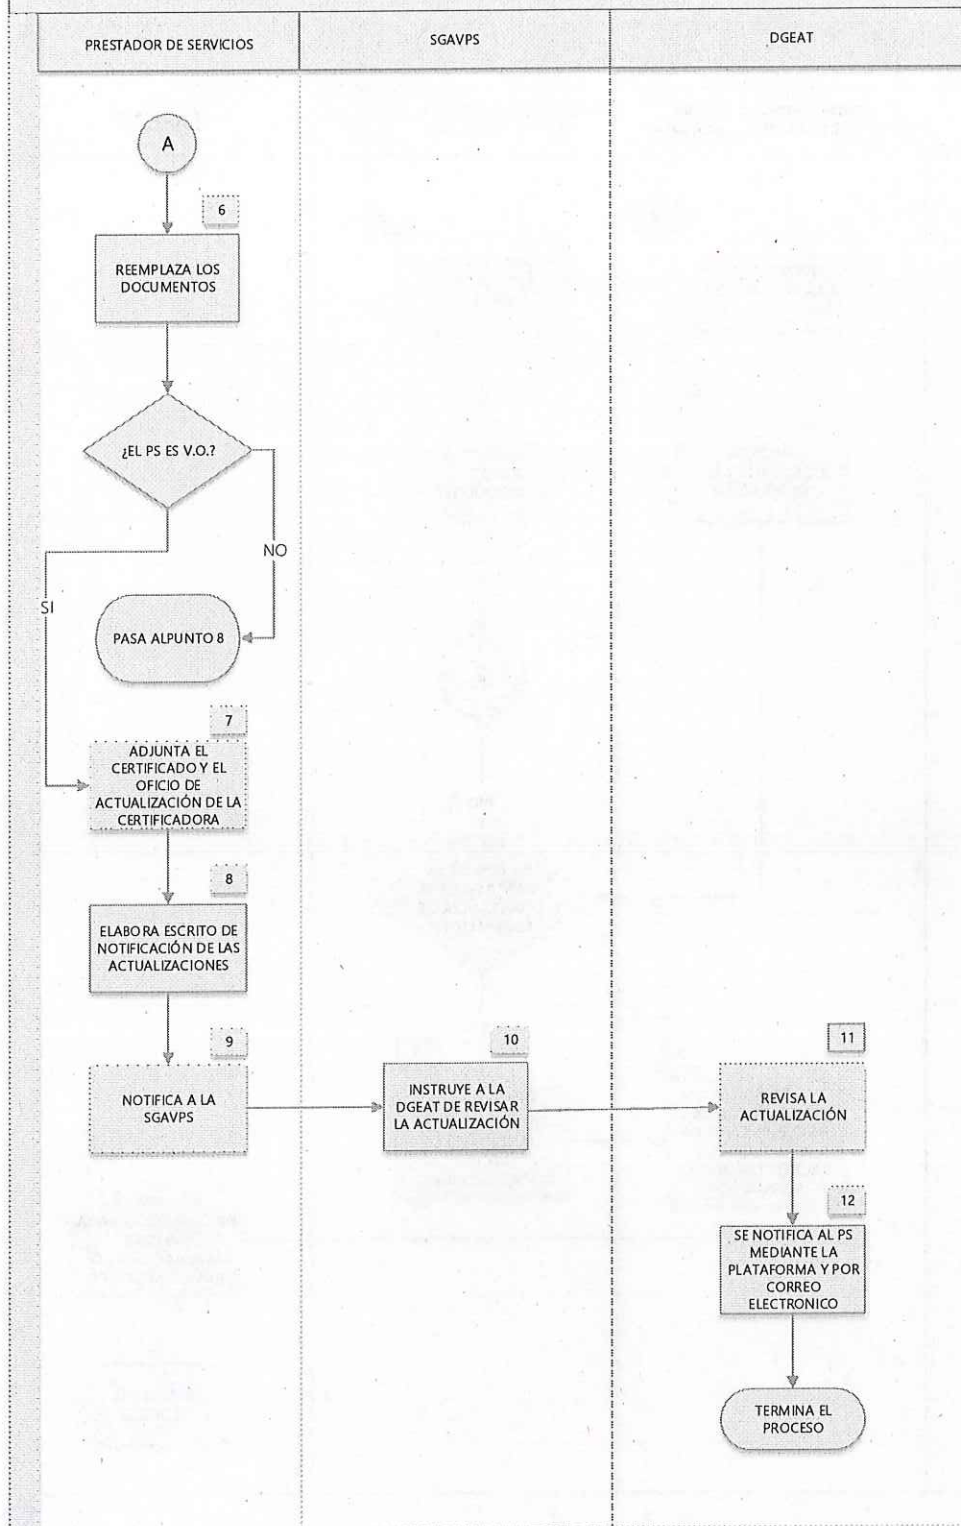 PRESTADOR DE SERVICIOS
SGAVPS
DGEAT
A
6
REEMPLAZA LOS
DOCUMENTOS
¿EL PS ES V.O.?
NO
SI
PASA ALPUNTO 8
7
ADJUNTA EL
CERTIFICADO Y EL
OFICIO DE
ACTUALIZACIÓN DE LA
CERTIFICADORA
8
ELABORA ESCRITO DE
NOTIFICACIÓN DE LAS
ACTUALIZACIONES
9
NOTIFICA A LA
SGAVPS
10
INSTRUYE A LA
DGEAT DE REVISAR
LA ACTUALIZACIÓN
11
REVISA LA
ACTUALIZACIÓN
12
SE NOTIFICA AL PS
MEDIANTE LA
PLATAFORMA Y POR
CORREO
ELECTRONICO
TERMINA EL
PROCESO